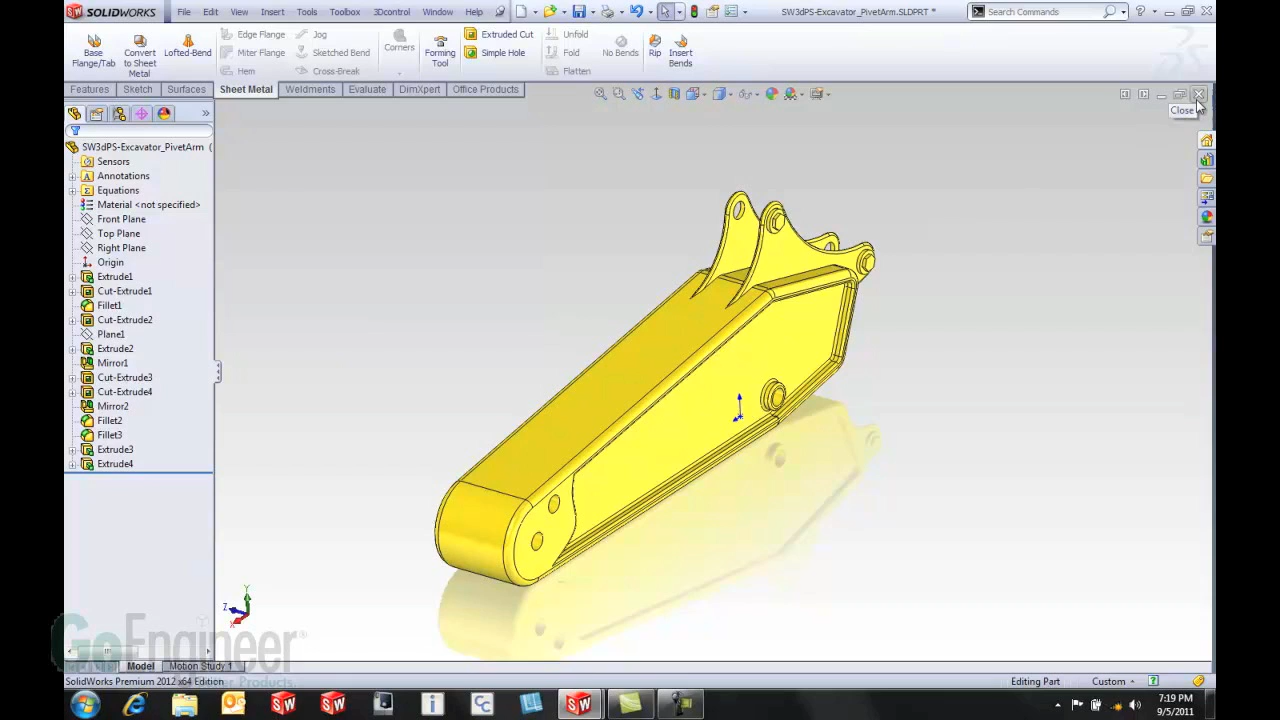 SOLIDWORKS
File Edit View Insert Tools Toolbox 3Dcontrol Window Help
SW3dPS-Excavator_PivetArm.SLDPRT *
Search Commands
Base Flange/Tab
Convert to Sheet Metal
Lofted-Bend
Edge Flange
Miter Flange
Hem
Jog
Sketched Bend
Cross-Break
Corners
Forming Tool
Extruded Cut
Simple Hole
Unfold
Fold
Flatten
No Bends
Rip
Insert Bends
Features Sketch Surfaces Sheet Metal Weldments Evaluate DimXpert Office Products
Close
SW3dPS-Excavator_PivetArm (
Sensors
Annotations
Equations
Material <not specified>
Front Plane
Top Plane
Right Plane
Origin
Extrude1
Cut-Extrude1
Fillet1
Cut-Extrude2
Plane1
Extrude2
Mirror1
Cut-Extrude3
Cut-Extrude4
Mirror2
Fillet2
Fillet3
Extrude3
Extrude4
Y
Z
X
GoEngineer®
Products.
Model Motion Study 1
SolidWorks Premium 2012 x64 Edition
Editing Part
Custom
7:19 PM
9/5/2011